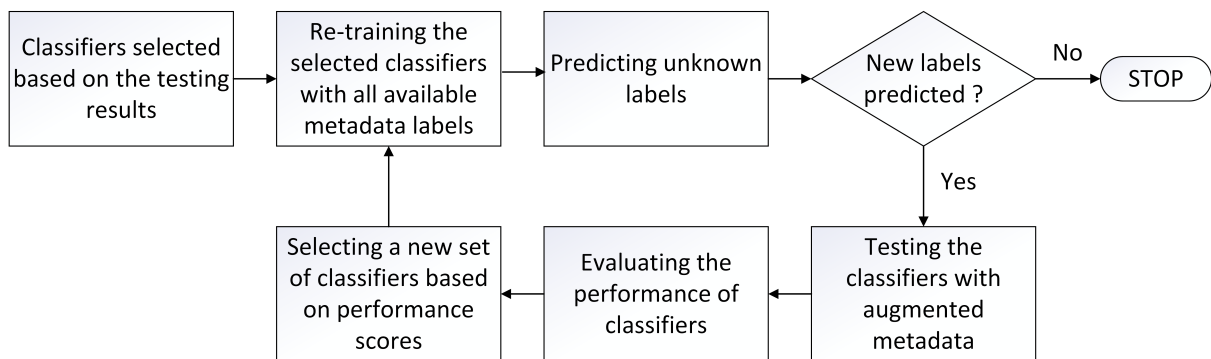 Classifiers selected
based on the testing
results
Re-training the
selected classifiers
with all available
metadata labels
Predicting unknown
labels
New labels
predicted ?
No
STOP
Yes
Testing the
classifiers with
augmented
metadata
Evaluating the
performance of
classifiers
Selecting a new set
of classifiers based
on performance
scores